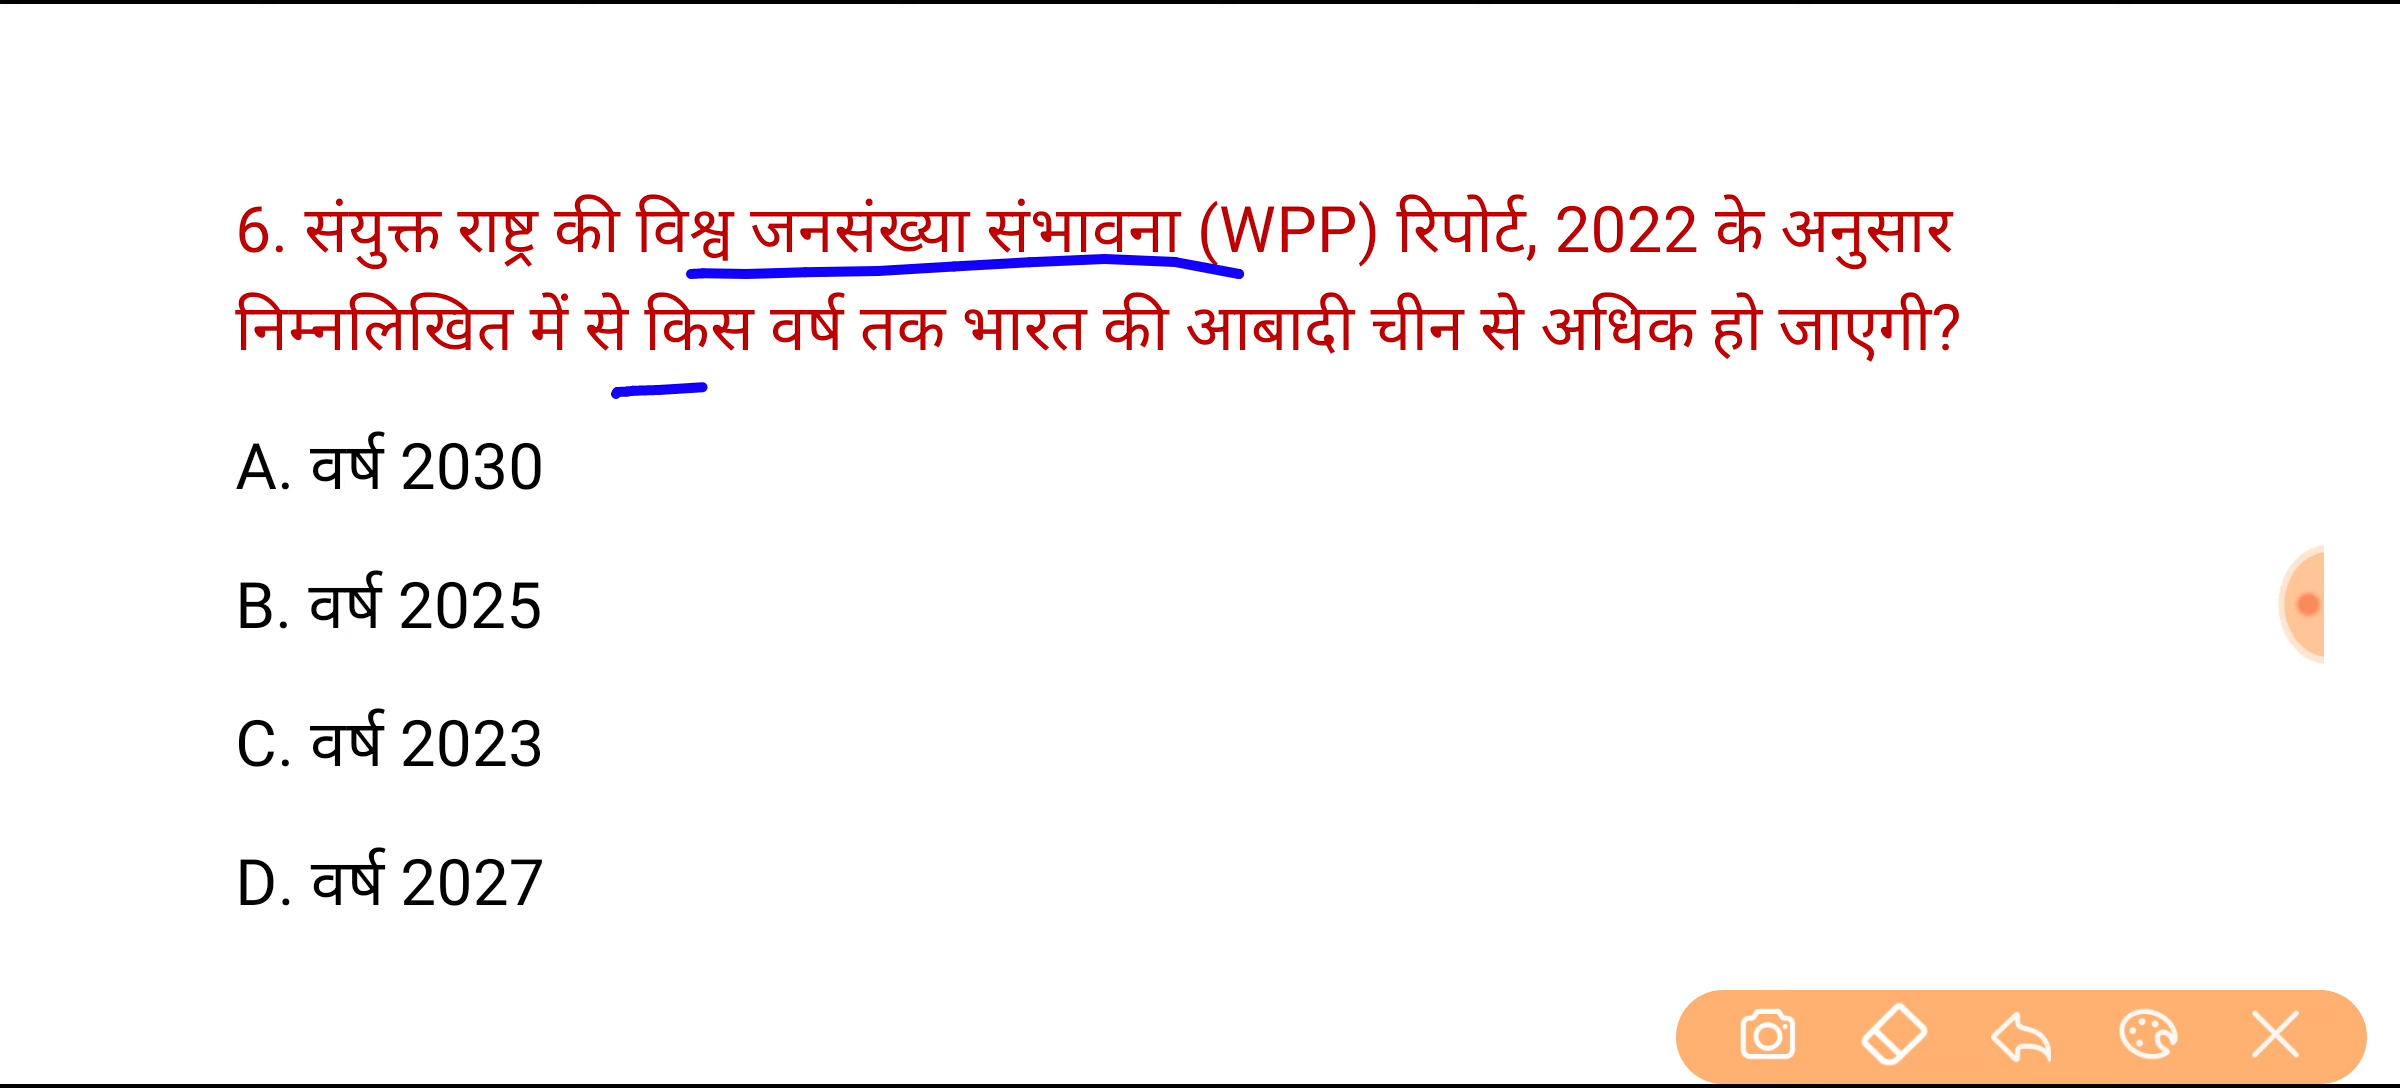 6. संयुक्त राष्ट्र की विश्व जनसंख्या संभावना (WPP) रिपोर्ट, 2022 के अनुसार
निम्नलिखित में से किस वर्ष तक भारत की आबादी चीन से अधिक हो जाएगी?
A. वर्ष 2030
B. वर्ष 2025
C. वर्ष 2023
D. वर्ष 2027